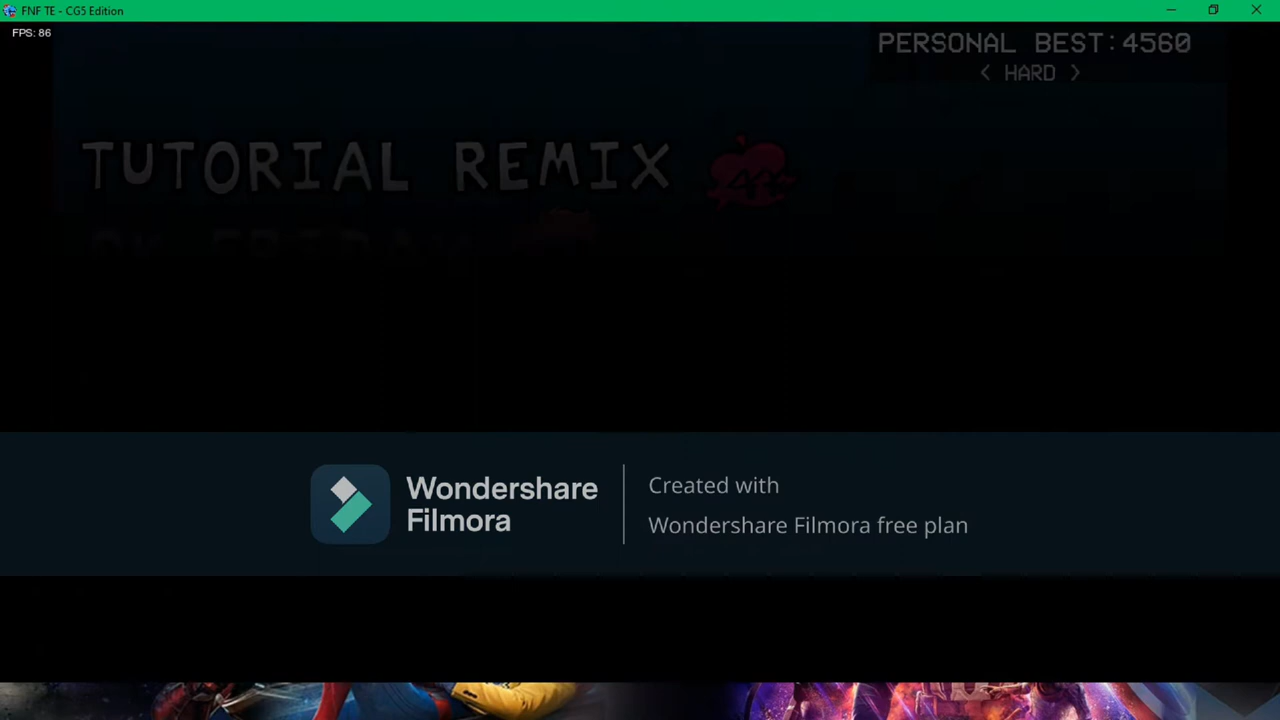 FNF TE - CG5 Edition
FPS: 86
PERSONAL BEST:4560
< HARD >
TUTORIAL REMIX
Wondershare
Filmora
Created with
Wondershare Filmora free plan